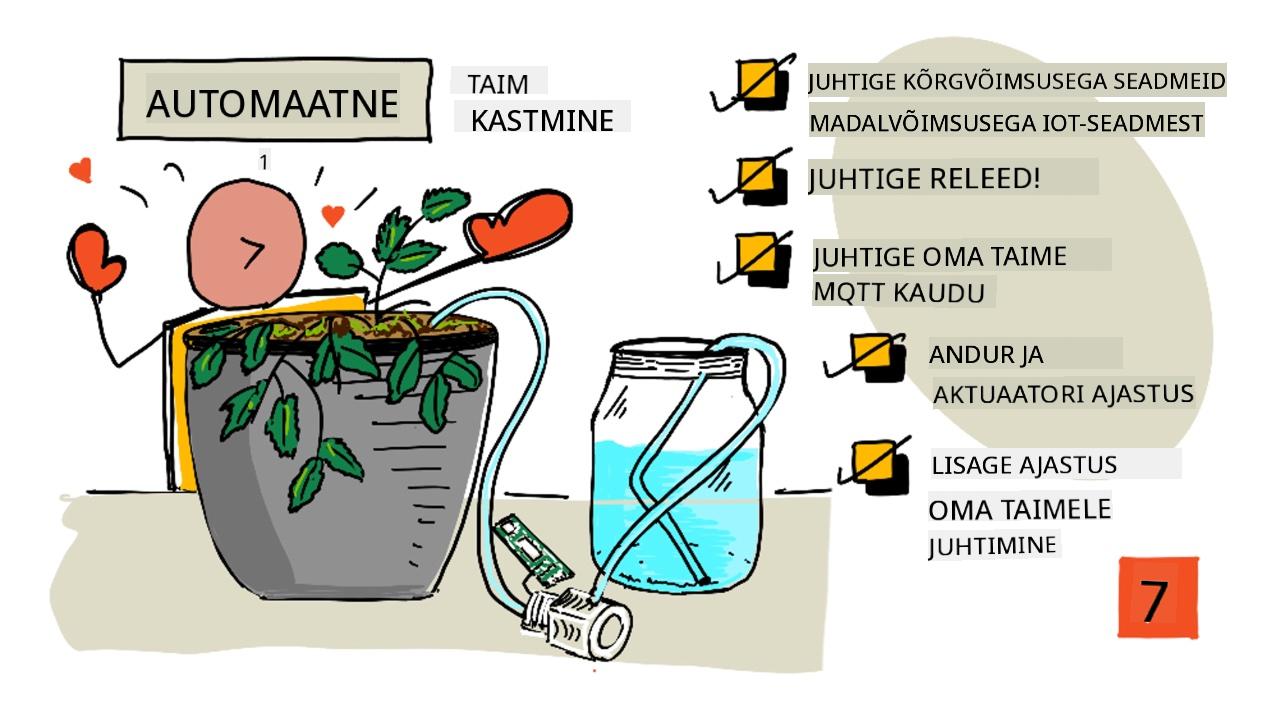 AUTOMAATNE
TAIM
KASTMINE
1
JUHTIGE KÕRGVÕIMSUSEGA SEADMEID
MADALVÕIMSUSEGA IOT-SEADMEST
JUHTIGE RELEED!
JUHTIGE OMA TAIME
MQTT KAUDU
ANDUR JA
AKTUAATORI AJASTUS
LISAGE AJASTUS
OMA TAIMELE
JUHTIMINE
7